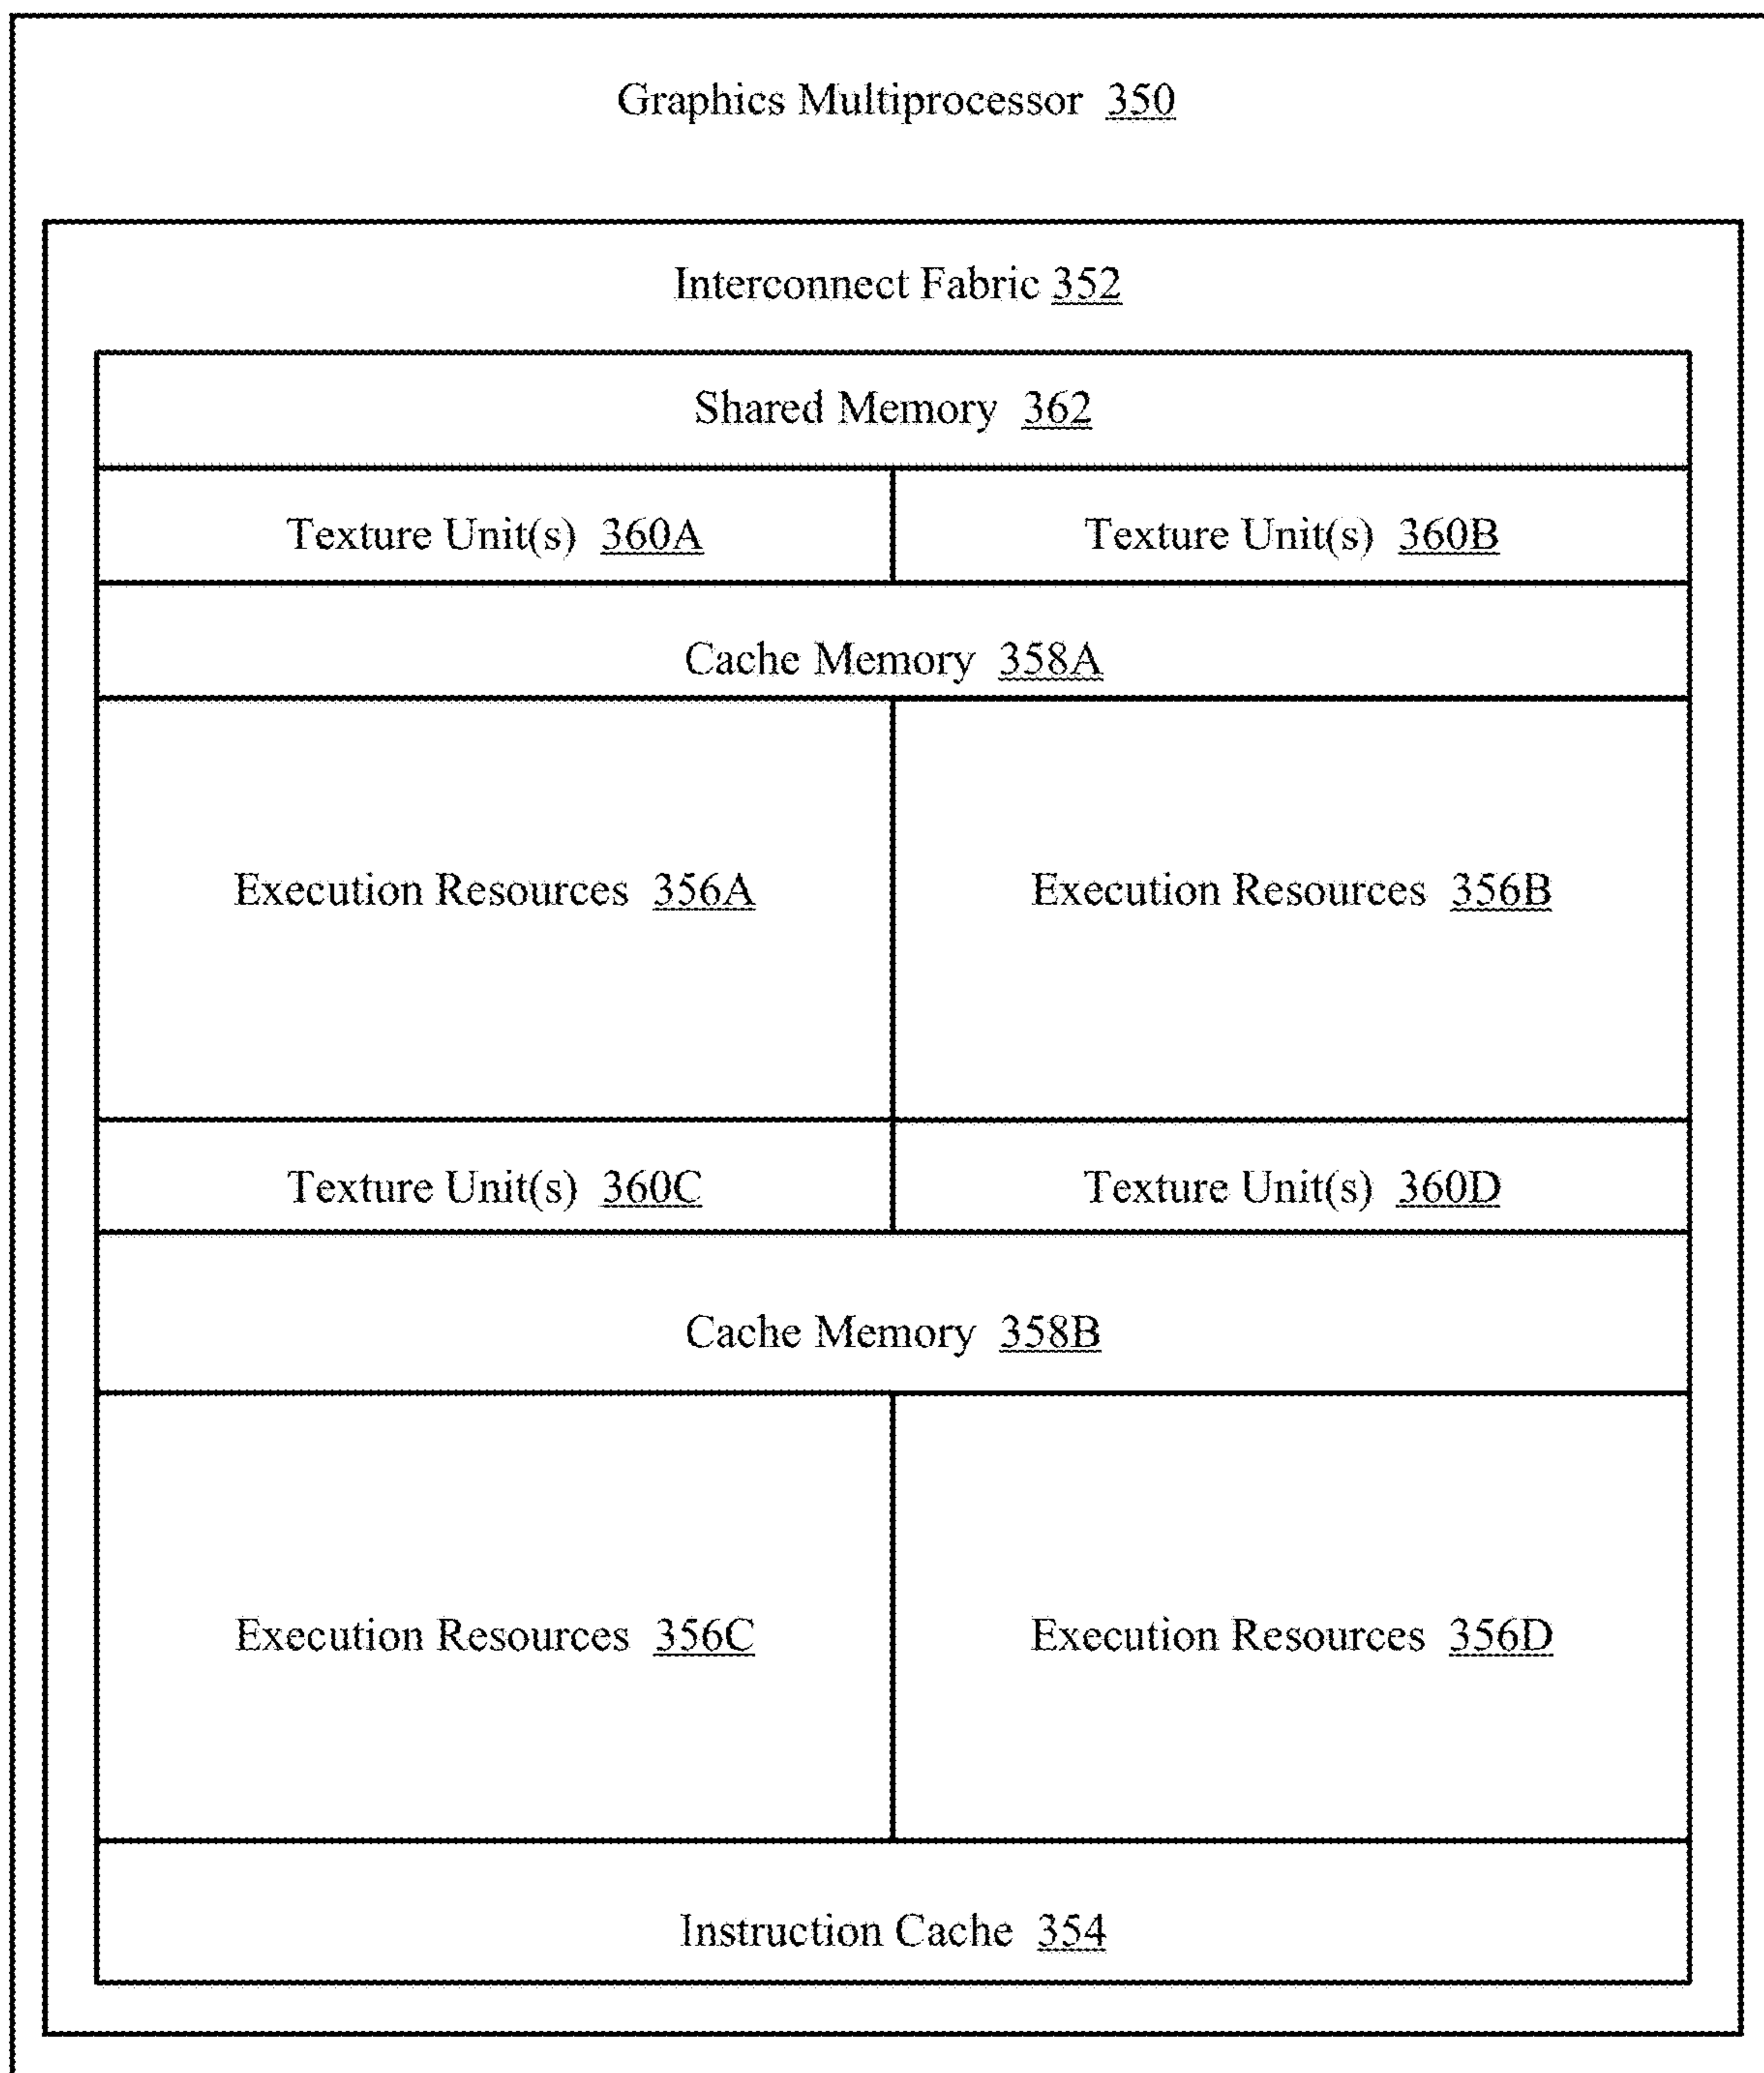 Graphics Multiprocessor 350
Interconnect Fabric 352
Shared Memory 362
Texture Unit(s) 360A
Texture Unit(s) 360B
Cache Memory 358A
Execution Resources 356A
Execution Resources 356B
Texture Unit(s) 360C
Texture Unit(s) 360D
Cache Memory 358B
Execution Resources 356C
Execution Resources 356D
Instruction Cache 354